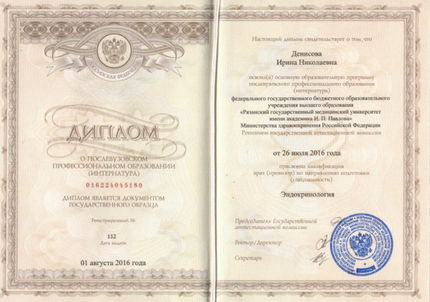 РОССИЙСКАЯ ФЕДЕРАЦИЯ
ДИПЛОМ
О ПОСЛЕВУЗОВСКОМ
ПРОФЕССИОНАЛЬНОМ ОБРАЗОВАНИИ
(ИНТЕРНАТУРА)
016224045180
ДИПЛОМ ЯВЛЯЕТСЯ ДОКУМЕНТОМ
ГОСУДАРСТВЕННОГО ОБРАЗЦА
Регистрационный №
112
Дата выдачи
01 августа 2016 года
Настоящий диплом свидетельствует о том, что
Денисова
Ирина Николаевна
освоил(а) основную образовательную программу
послевузовского профессионального образования
(интернатура)
федерального государственного бюджетного образовательного
учреждения высшего образования
«Рязанский государственный медицинский университет
имени академика И. П. Павлова»
Министерства здравоохранения Российской Федерации
Решением государственной аттестационной комиссии
от 26 июля 2016 года
присвоена квалификация
врач (провизор) по направлению подготовки
(специальности)
Эндокринология
Председатель Государственной
аттестационной комиссии
Ректор/Директор
Секретарь